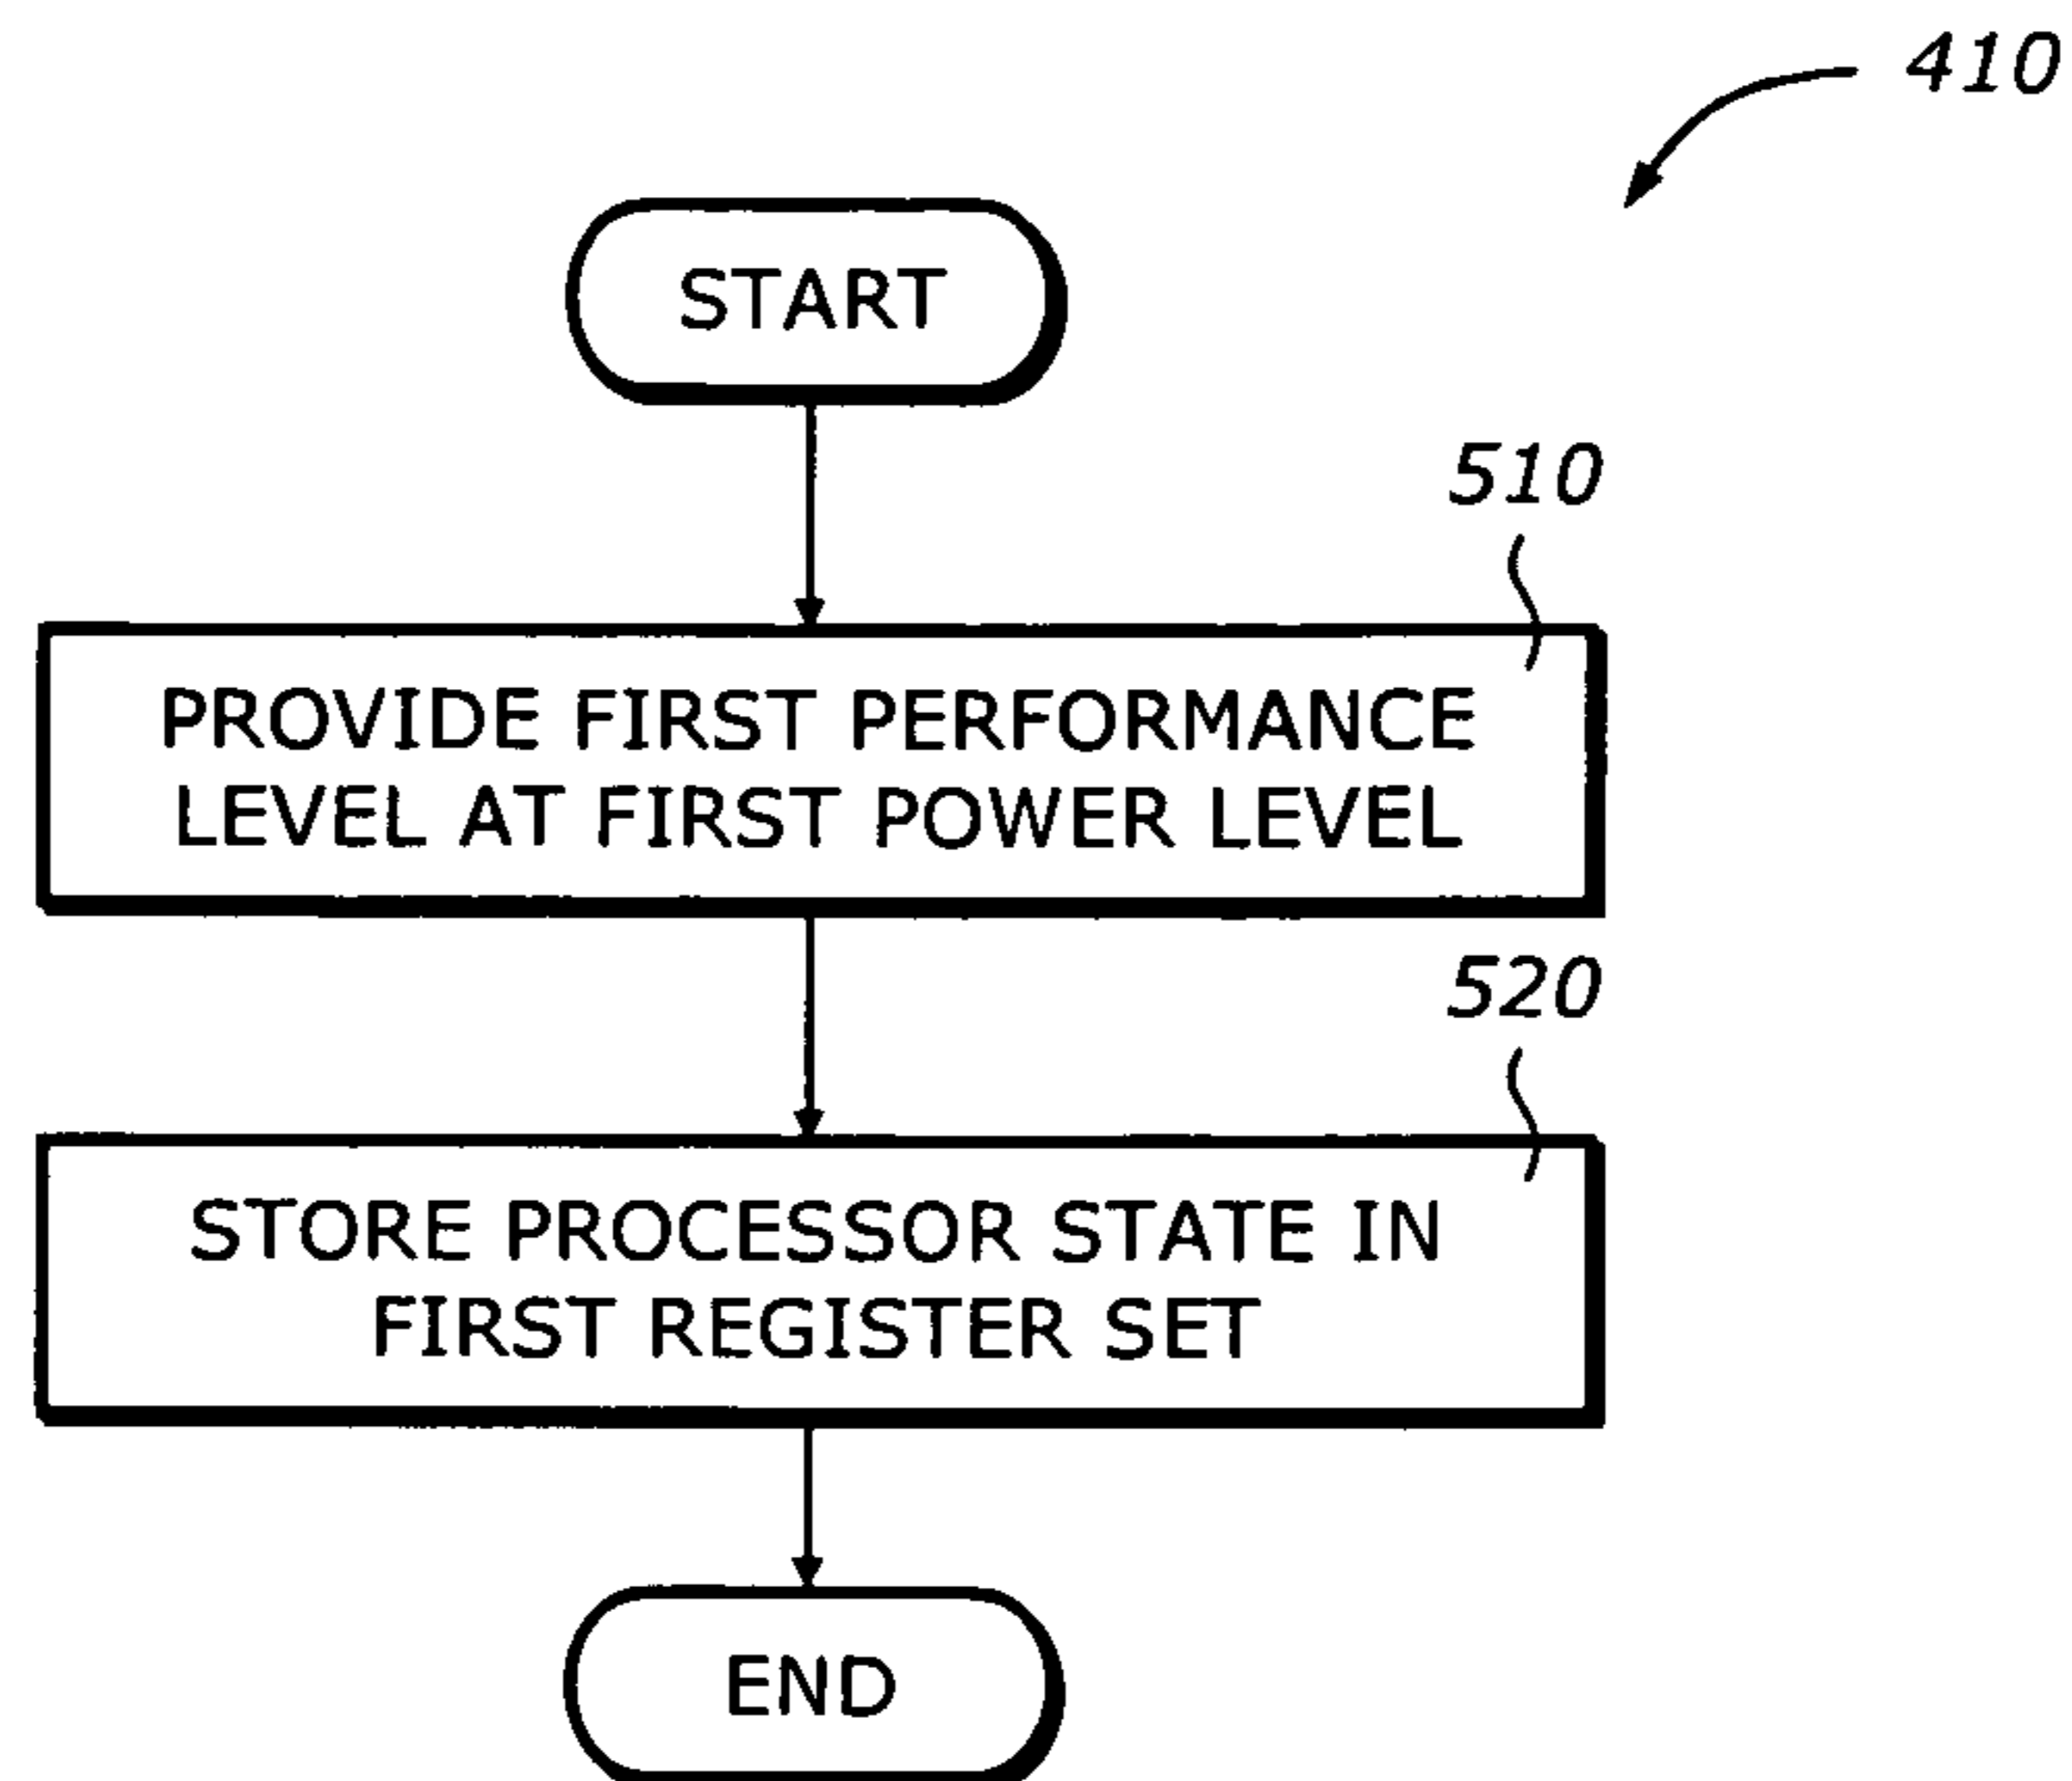 410
START
510
PROVIDE FIRST PERFORMANCE
LEVEL AT FIRST POWER LEVEL
520
STORE PROCESSOR STATE IN
FIRST REGISTER SET
END